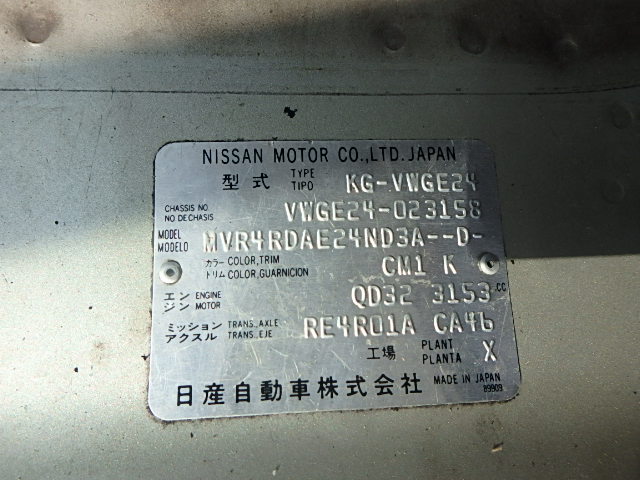 NISSAN MOTOR CO.,LTD.JAPAN
型式 TYPE TIPO KG-VWGE24
CHASSIS NO. NO DE CHASIS VWGE24-023158
MODEL MODELO MVR4RDAE24ND3A--D-
カラー COLOR,TRIM トリム COLOR,GUARNICION CM1 K
エンジン ENGINE MOTOR QD32 3153 CC
ミッション TRANS.,AXLE アクスル TRANS.,EJE RE4R01A CA46
工場 PLANT PLANTA X
日産自動車株式会社 MADE IN JAPAN
89909